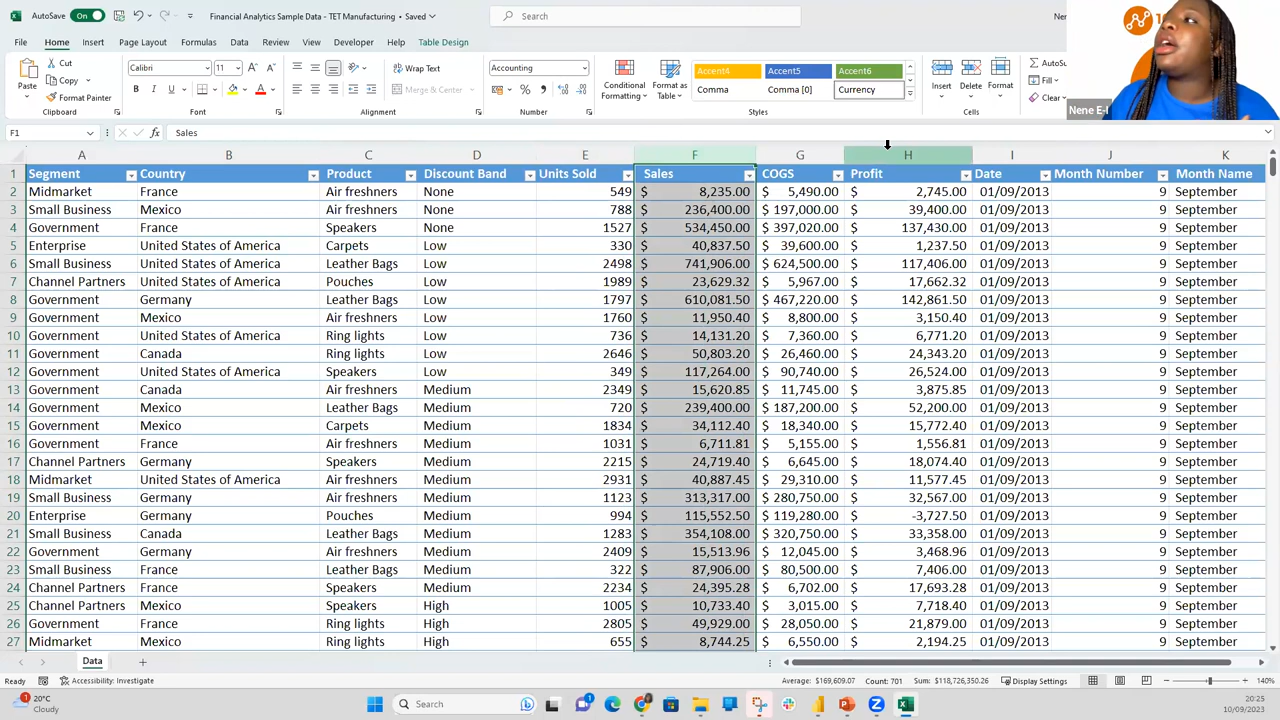 AutoSave On Financial Analytics Sample Data - TET Manufacturing • Saved Search
File Home Insert Page Layout Formulas Data Review View Developer Help Table Design
Paste Cut Copy Format Painter Clipboard
Calibri 11 Font
Wrap Text Merge & Center Alignment
Accounting Number
Conditional Formatting Format as Table
Accent4 Accent5 Accent6
Comma Comma [0] Currency
Styles
Insert Delete Format Cells
Fill
Clear
F1 Sales
A B C D E F G H I J K
1 Segment Country Product Discount Band Units Sold Sales COGS Profit Date Month Number Month Name
2 Midmarket France Air freshners None 549 $ 8,235.00 $ 5,490.00 $ 2,745.00 01/09/2013 9 September
3 Small Business Mexico Air freshners None 788 $ 236,400.00 $ 197,000.00 $ 39,400.00 01/09/2013 9 September
4 Government France Speakers None 1527 $ 534,450.00 $ 397,020.00 $ 137,430.00 01/09/2013 9 September
5 Enterprise United States of America Carpets Low 330 $ 40,837.50 $ 39,600.00 $ 1,237.50 01/09/2013 9 September
6 Small Business United States of America Leather Bags Low 2498 $ 741,906.00 $ 624,500.00 $ 117,406.00 01/09/2013 9 September
7 Channel Partners United States of America Pouches Low 1989 $ 23,629.32 $ 5,967.00 $ 17,662.32 01/09/2013 9 September
8 Government Germany Leather Bags Low 1797 $ 610,081.50 $ 467,220.00 $ 142,861.50 01/09/2013 9 September
9 Government Mexico Air freshners Low 1760 $ 11,950.40 $ 8,800.00 $ 3,150.40 01/09/2013 9 September
10 Government United States of America Ring lights Low 736 $ 14,131.20 $ 7,360.00 $ 6,771.20 01/09/2013 9 September
11 Government Canada Ring lights Low 2646 $ 50,803.20 $ 26,460.00 $ 24,343.20 01/09/2013 9 September
12 Government United States of America Speakers Low 349 $ 117,264.00 $ 90,740.00 $ 26,524.00 01/09/2013 9 September
13 Government Canada Air freshners Medium 2349 $ 15,620.85 $ 11,745.00 $ 3,875.85 01/09/2013 9 September
14 Government Mexico Leather Bags Medium 720 $ 239,400.00 $ 187,200.00 $ 52,200.00 01/09/2013 9 September
15 Government Mexico Carpets Medium 1834 $ 34,112.40 $ 18,340.00 $ 15,772.40 01/09/2013 9 September
16 Government France Air freshners Medium 1031 $ 6,711.81 $ 5,155.00 $ 1,556.81 01/09/2013 9 September
17 Channel Partners Germany Speakers Medium 2215 $ 24,719.40 $ 6,645.00 $ 18,074.40 01/09/2013 9 September
18 Midmarket United States of America Air freshners Medium 2931 $ 40,887.45 $ 29,310.00 $ 11,577.45 01/09/2013 9 September
19 Small Business Germany Air freshners Medium 1123 $ 313,317.00 $ 280,750.00 $ 32,567.00 01/09/2013 9 September
20 Enterprise Germany Pouches Medium 994 $ 115,552.50 $ 119,280.00 $ -3,727.50 01/09/2013 9 September
21 Small Business Canada Leather Bags Medium 1283 $ 354,108.00 $ 320,750.00 $ 33,358.00 01/09/2013 9 September
22 Government Germany Air freshners Medium 2409 $ 15,513.96 $ 12,045.00 $ 3,468.96 01/09/2013 9 September
23 Small Business France Leather Bags Medium 322 $ 87,906.00 $ 80,500.00 $ 7,406.00 01/09/2013 9 September
24 Channel Partners France Speakers Medium 2234 $ 24,395.28 $ 6,702.00 $ 17,693.28 01/09/2013 9 September
25 Channel Partners Mexico Speakers High 1005 $ 10,733.40 $ 3,015.00 $ 7,718.40 01/09/2013 9 September
26 Government France Ring lights High 2805 $ 49,929.00 $ 28,050.00 $ 21,879.00 01/09/2013 9 September
27 Midmarket Mexico Ring lights High 655 $ 8,744.25 $ 6,550.00 $ 2,194.25 01/09/2013 9 September
Data
Ready Accessibility: Investigate Average: $169,609.07 Count: 701 Sum: $118,726,350.26 Display Settings 140%
20°C
Cloudy
Search
20:25
10/09/2023